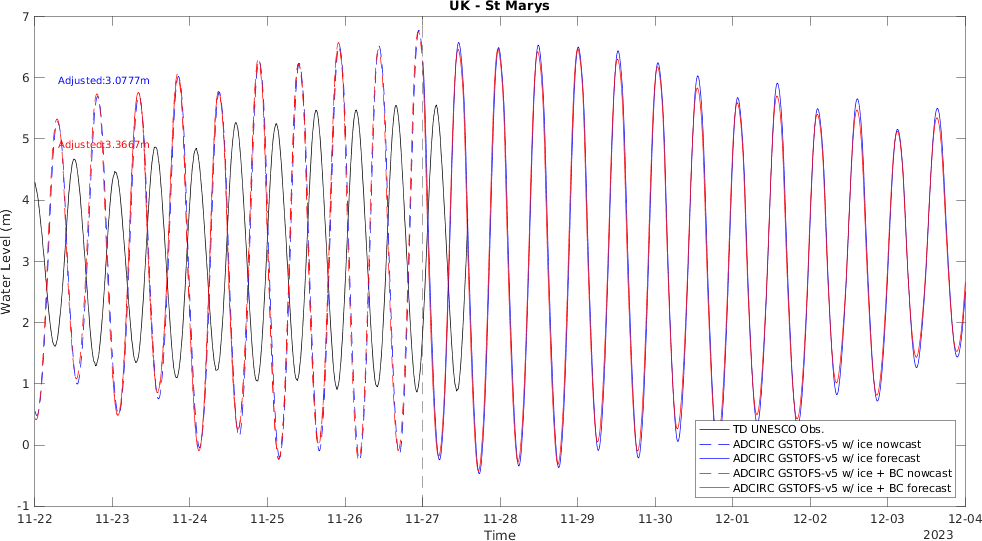 UK - St Marys
7
6
5
4
3
2
1
0
-1
Water Level (m)
Adjusted:3.0777m
Adjusted:3.3667m
TD UNESCO Obs.
ADCIRC GSTOFS-v5 w/ ice nowcast
ADCIRC GSTOFS-v5 w/ ice forecast
ADCIRC GSTOFS-v5 w/ ice + BC nowcast
ADCIRC GSTOFS-v5 w/ ice + BC forecast
11-22 11-23 11-24 11-25 11-26 11-27 11-28 11-29 11-30 12-01 12-02 12-03 12-04
Time
2023